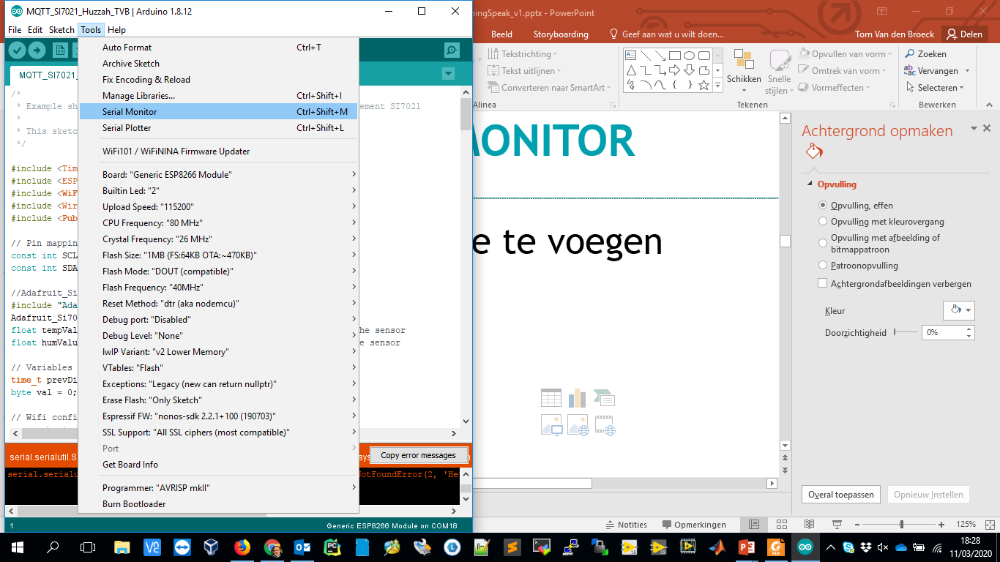 MQTT_SI7021_Huzzah_TVB | Arduino 1.8.12
File Edit Sketch Tools Help
Auto Format Ctrl+T
Archive Sketch
Fix Encoding & Reload
Manage Libraries... Ctrl+Shift+I
Serial Monitor Ctrl+Shift+M
Serial Plotter Ctrl+Shift+L
WiFi101 / WiFiNINA Firmware Updater
Board: "Generic ESP8266 Module"
Builtin Led: "2"
Upload Speed: "115200"
CPU Frequency: "80 MHz"
Crystal Frequency: "26 MHz"
Flash Size: "1MB (FS:64KB OTA:~470KB)"
Flash Mode: "DOUT (compatible)"
Flash Frequency: "40MHz"
Reset Method: "dtr (aka nodemcu)"
Debug port: "Disabled"
Debug Level: "None"
lwIP Variant: "v2 Lower Memory"
VTables: "Flash"
Exceptions: "Legacy (new can return nullptr)"
Erase Flash: "Only Sketch"
Espressif FW: "nonos-sdk 2.2.1+100 (190703)"
SSL Support: "All SSL ciphers (most compatible)"
Port
Get Board Info
Programmer: "AVRISP mkII"
Burn Bootloader
MQTT_SI7021_
/*
* Example sh ement SI7021
*
* This sketc
*/
#include <Tim
#include <ESP
#include <WiF
#include <Wir
#include <Pub
// Pin mappin
const int SCL
const int SDA
//Adafruit_Si
#include "Ada
Adafruit_Si70
float tempVal he sensor
float humValu e sensor
// Variables
time_t prevDi
byte val = 0;
// Wifi confi
serial.serialutil.S sys
Copy error messages
serial.serialu NotFoundError(2, 'He
1 Generic ESP8266 Module on COM18
ningSpeak_v1.pptx - PowerPoint
Beeld Storyboarding Geef aan wat u wilt doen... Tom Van den Broeck Delen
Tekstrichting
Tekst uitlijnen
Converteren naar SmartArt
Alinea
Schikken
Snelle stijlen
Opvullen van vorm
Omtrek van vorm
Vormeffecten
Tekenen
Zoeken
Vervangen
Selecteren
Bewerken
MONITOR
e te voegen
Achtergrond opmaken
Opvulling
Opvulling, effen
Opvulling met kleurovergang
Opvulling met afbeelding of
bitmappatroon
Patroonopvulling
Achtergrondafbeeldingen verbergen
Kleur
Doorzichtigheid 0%
Overal toepassen Opnieuw Instellen
Notities Opmerkingen 125%
18:28
11/03/2020